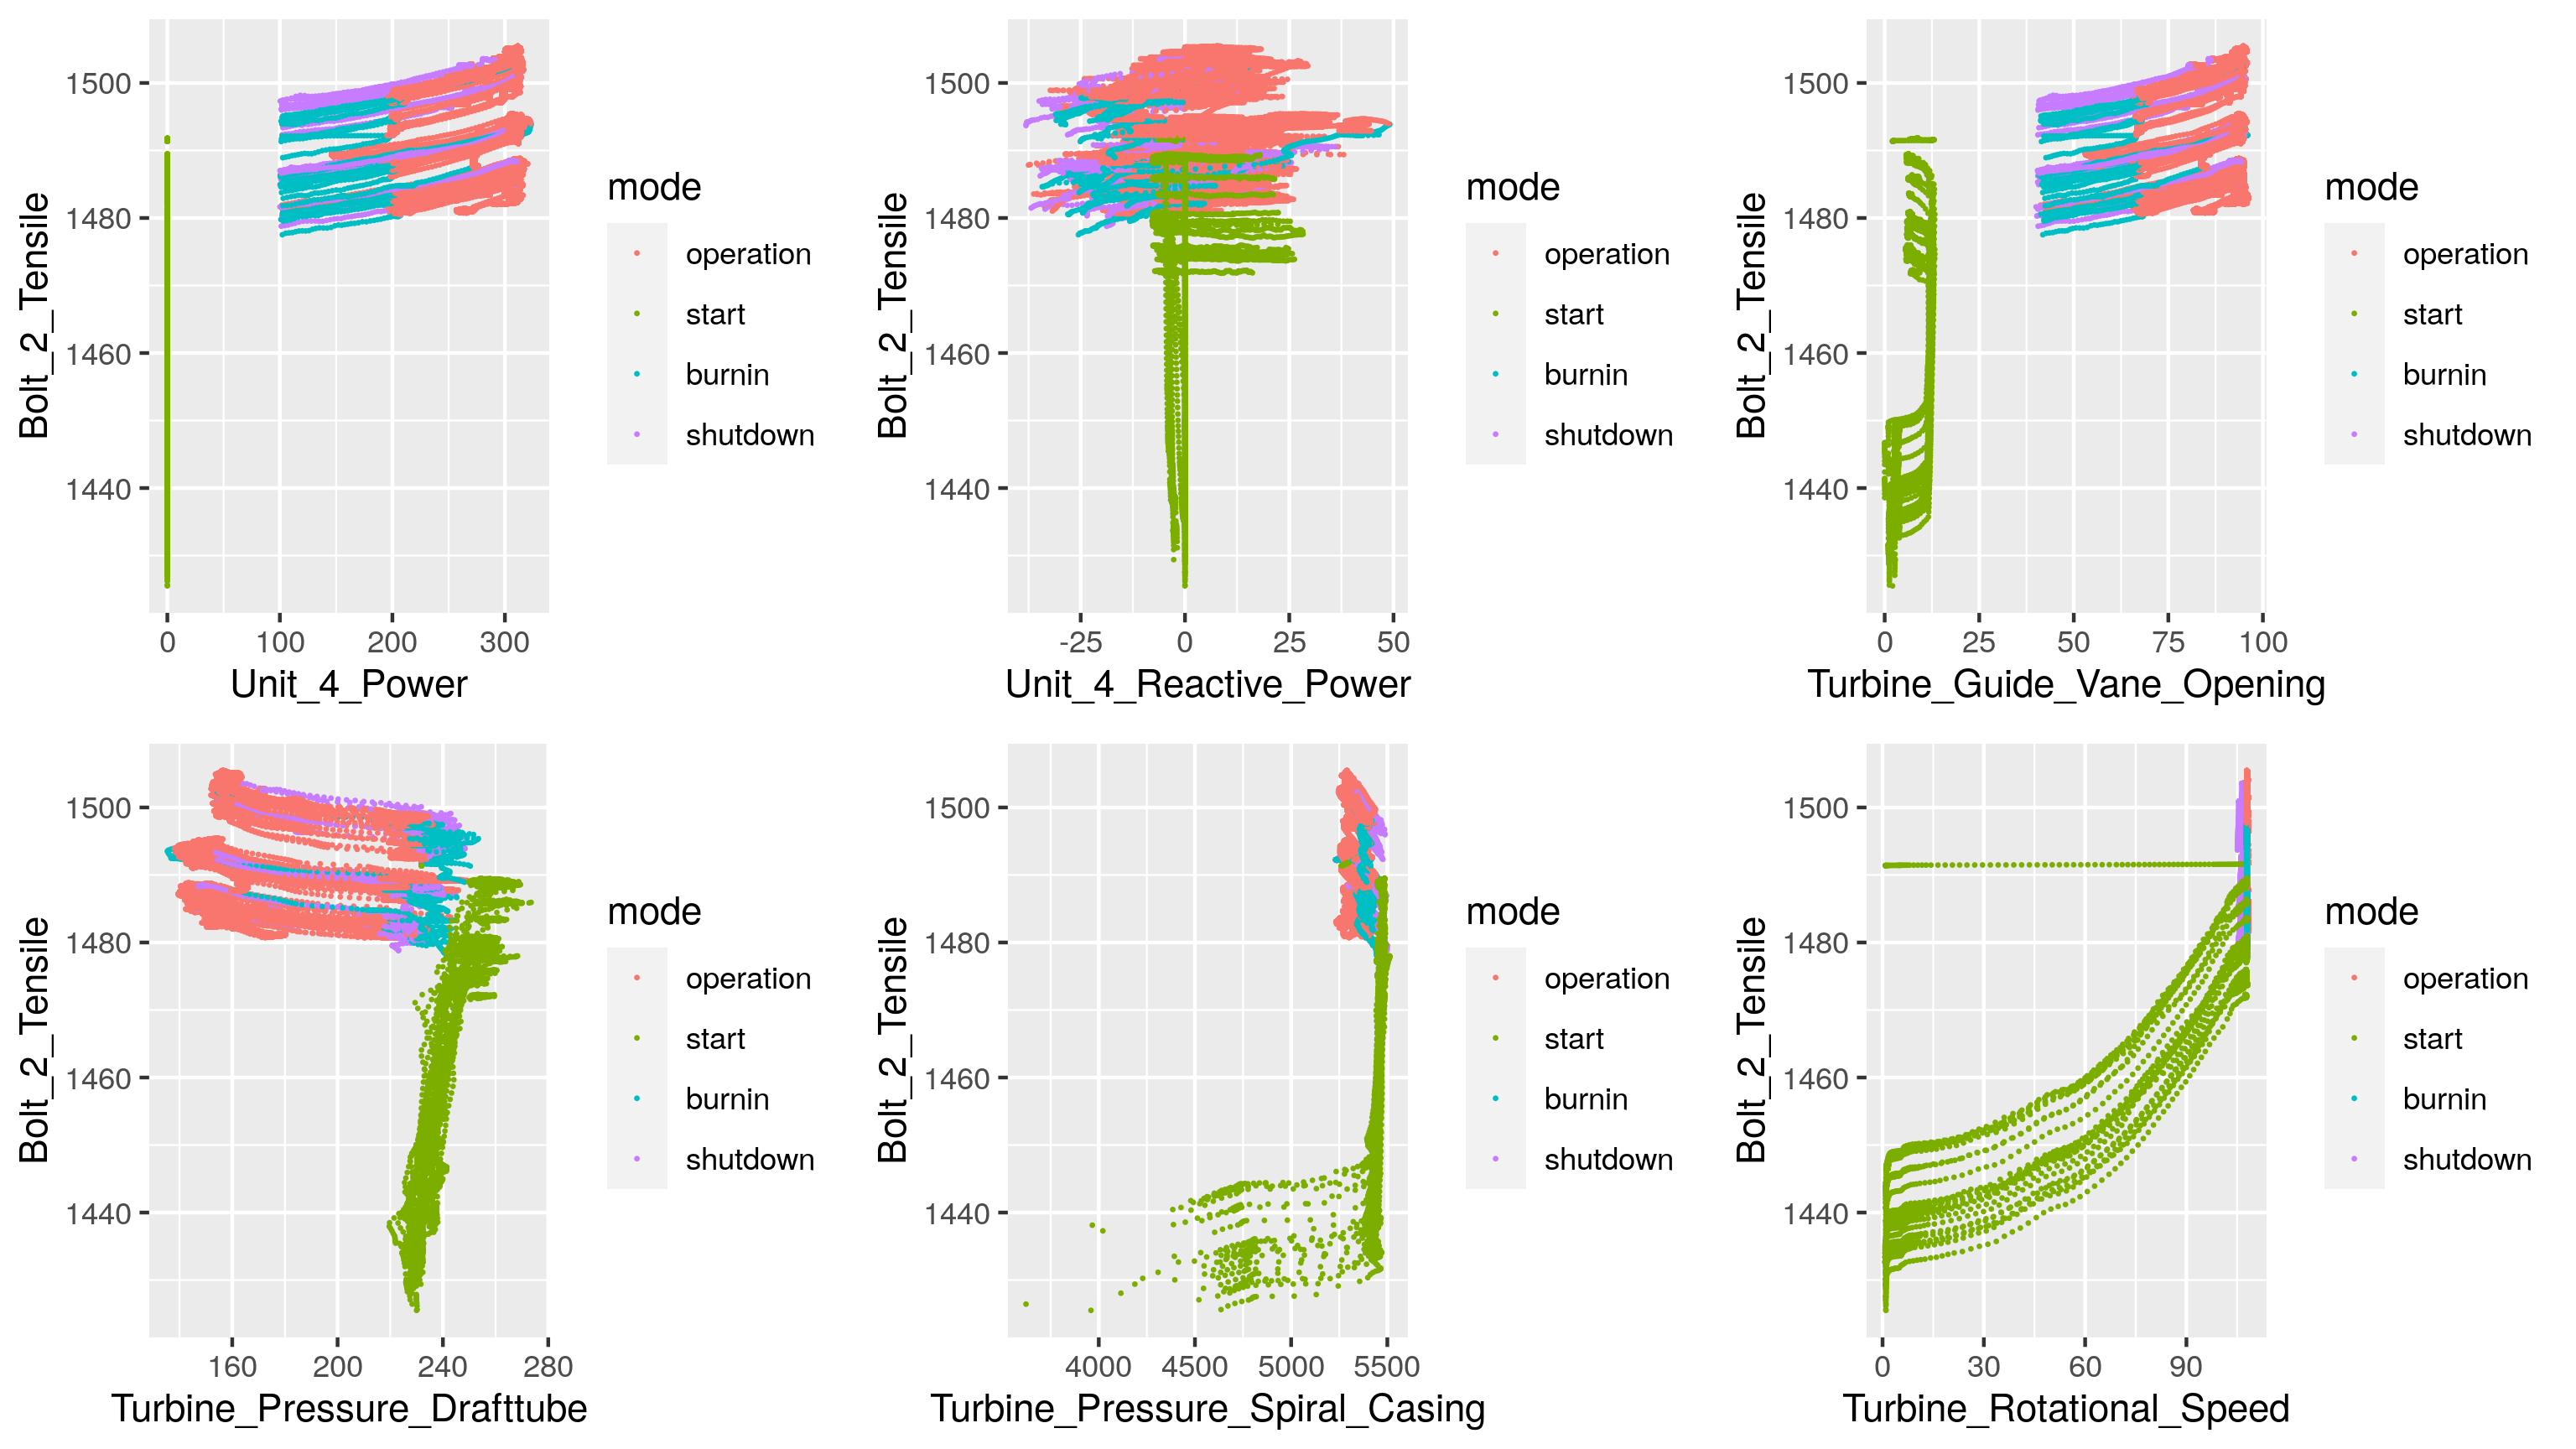 Bolt_2_Tensile
1500
1480
1460
1440
0
100
200
300
Unit_4_Power
mode
operation
start
burnin
shutdown
Bolt_2_Tensile
1500
1480
1460
1440
-25
0
25
50
Unit_4_Reactive_Power
mode
operation
start
burnin
shutdown
Bolt_2_Tensile
1500
1480
1460
1440
0
25
50
75
100
Turbine_Guide_Vane_Opening
mode
operation
start
burnin
shutdown
Bolt_2_Tensile
1500
1480
1460
1440
160
200
240
280
Turbine_Pressure_Drafttube
mode
operation
start
burnin
shutdown
Bolt_2_Tensile
1500
1480
1460
1440
4000
4500
5000
5500
Turbine_Pressure_Spiral_Casing
mode
operation
start
burnin
shutdown
Bolt_2_Tensile
1500
1480
1460
1440
0
30
60
90
Turbine_Rotational_Speed
mode
operation
start
burnin
shutdown